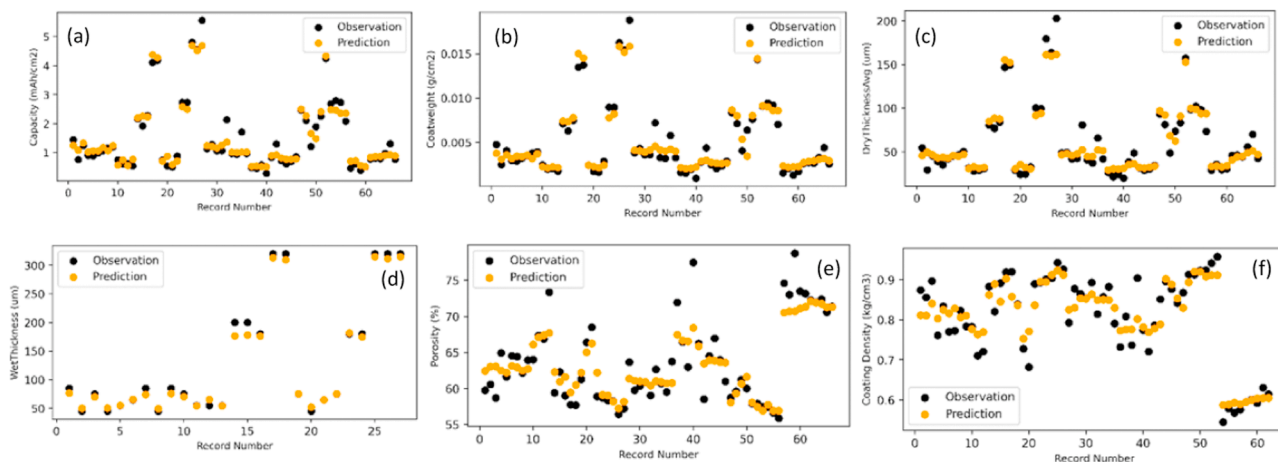 (a)
Observation
Prediction
Capacity (mAh/cm2)
5
4
3
2
1
0 10 20 30 40 50 60
Record Number
(b)
Observation
Prediction
Coatweight (g/cm2)
0.015
0.010
0.005
0 10 20 30 40 50 60
Record Number
(c)
Observation
Prediction
DryThicknessAvg (um)
200
150
100
50
0
0 10 20 30 40 50 60
Record Number
(d)
Observation
Prediction
WetThickness (um)
300
250
200
150
100
50
0 5 10 15 20 25
Record Number
(e)
Observation
Prediction
Porosity (%)
75
70
65
60
55
0 10 20 30 40 50 60
Record Number
(f)
Observation
Prediction
Coating Density (kg/cm3)
0.9
0.8
0.7
0.6
0 10 20 30 40 50 60
Record Number